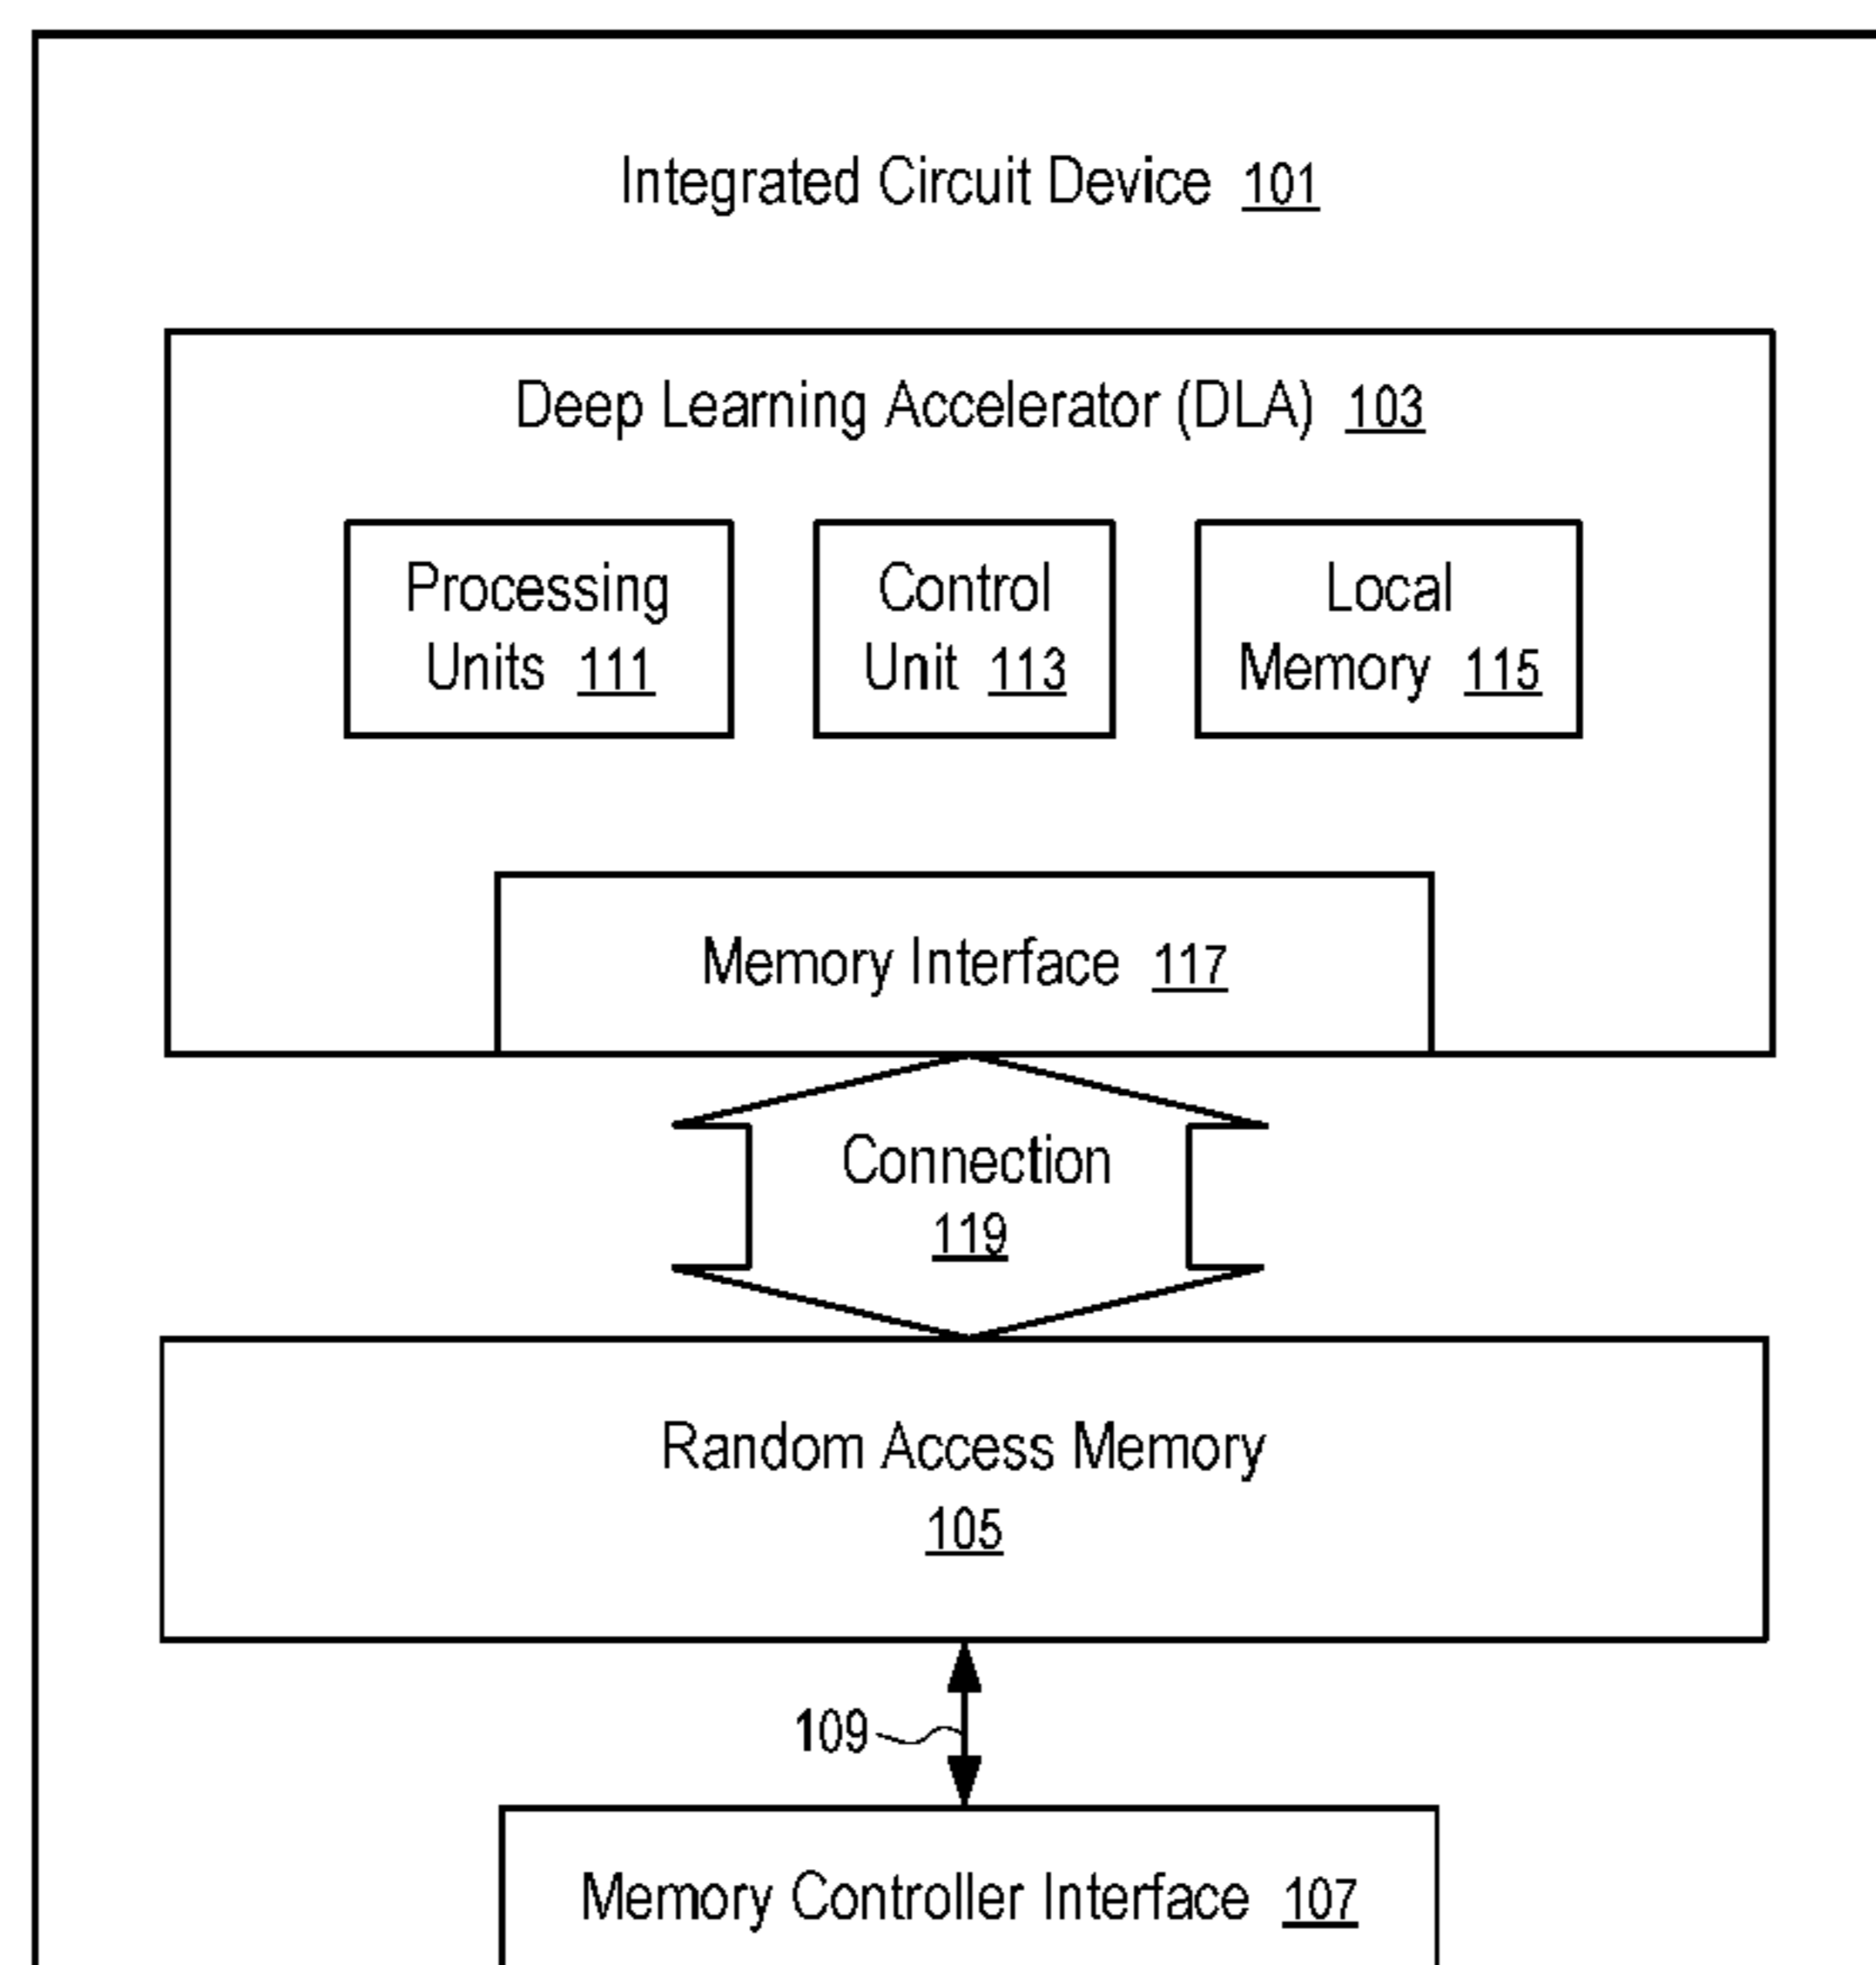 Integrated Circuit Device 101
Deep Learning Accelerator (DLA) 103
Processing
Units 111
Control
Unit 113
Local
Memory 115
Memory Interface 117
Connection
119
Random Access Memory
105
109
Memory Controller Interface 107